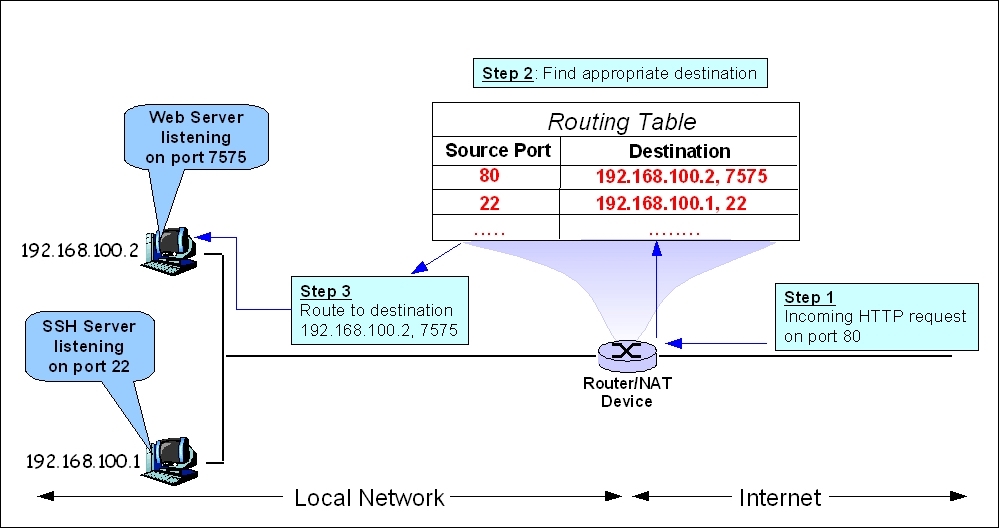 Step 2: Find appropriate destination
Routing Table
Source Port Destination
80 192.168.100.2, 7575
22 192.168.100.1, 22
..... ........
Web Server
listening
on port 7575
192.168.100.2
Step 3
Route to destination
192.168.100.2, 7575
Step 1
Incoming HTTP request
on port 80
SSH Server
listening
on port 22
Router/NAT
Device
192.168.100.1
Local Network
Internet